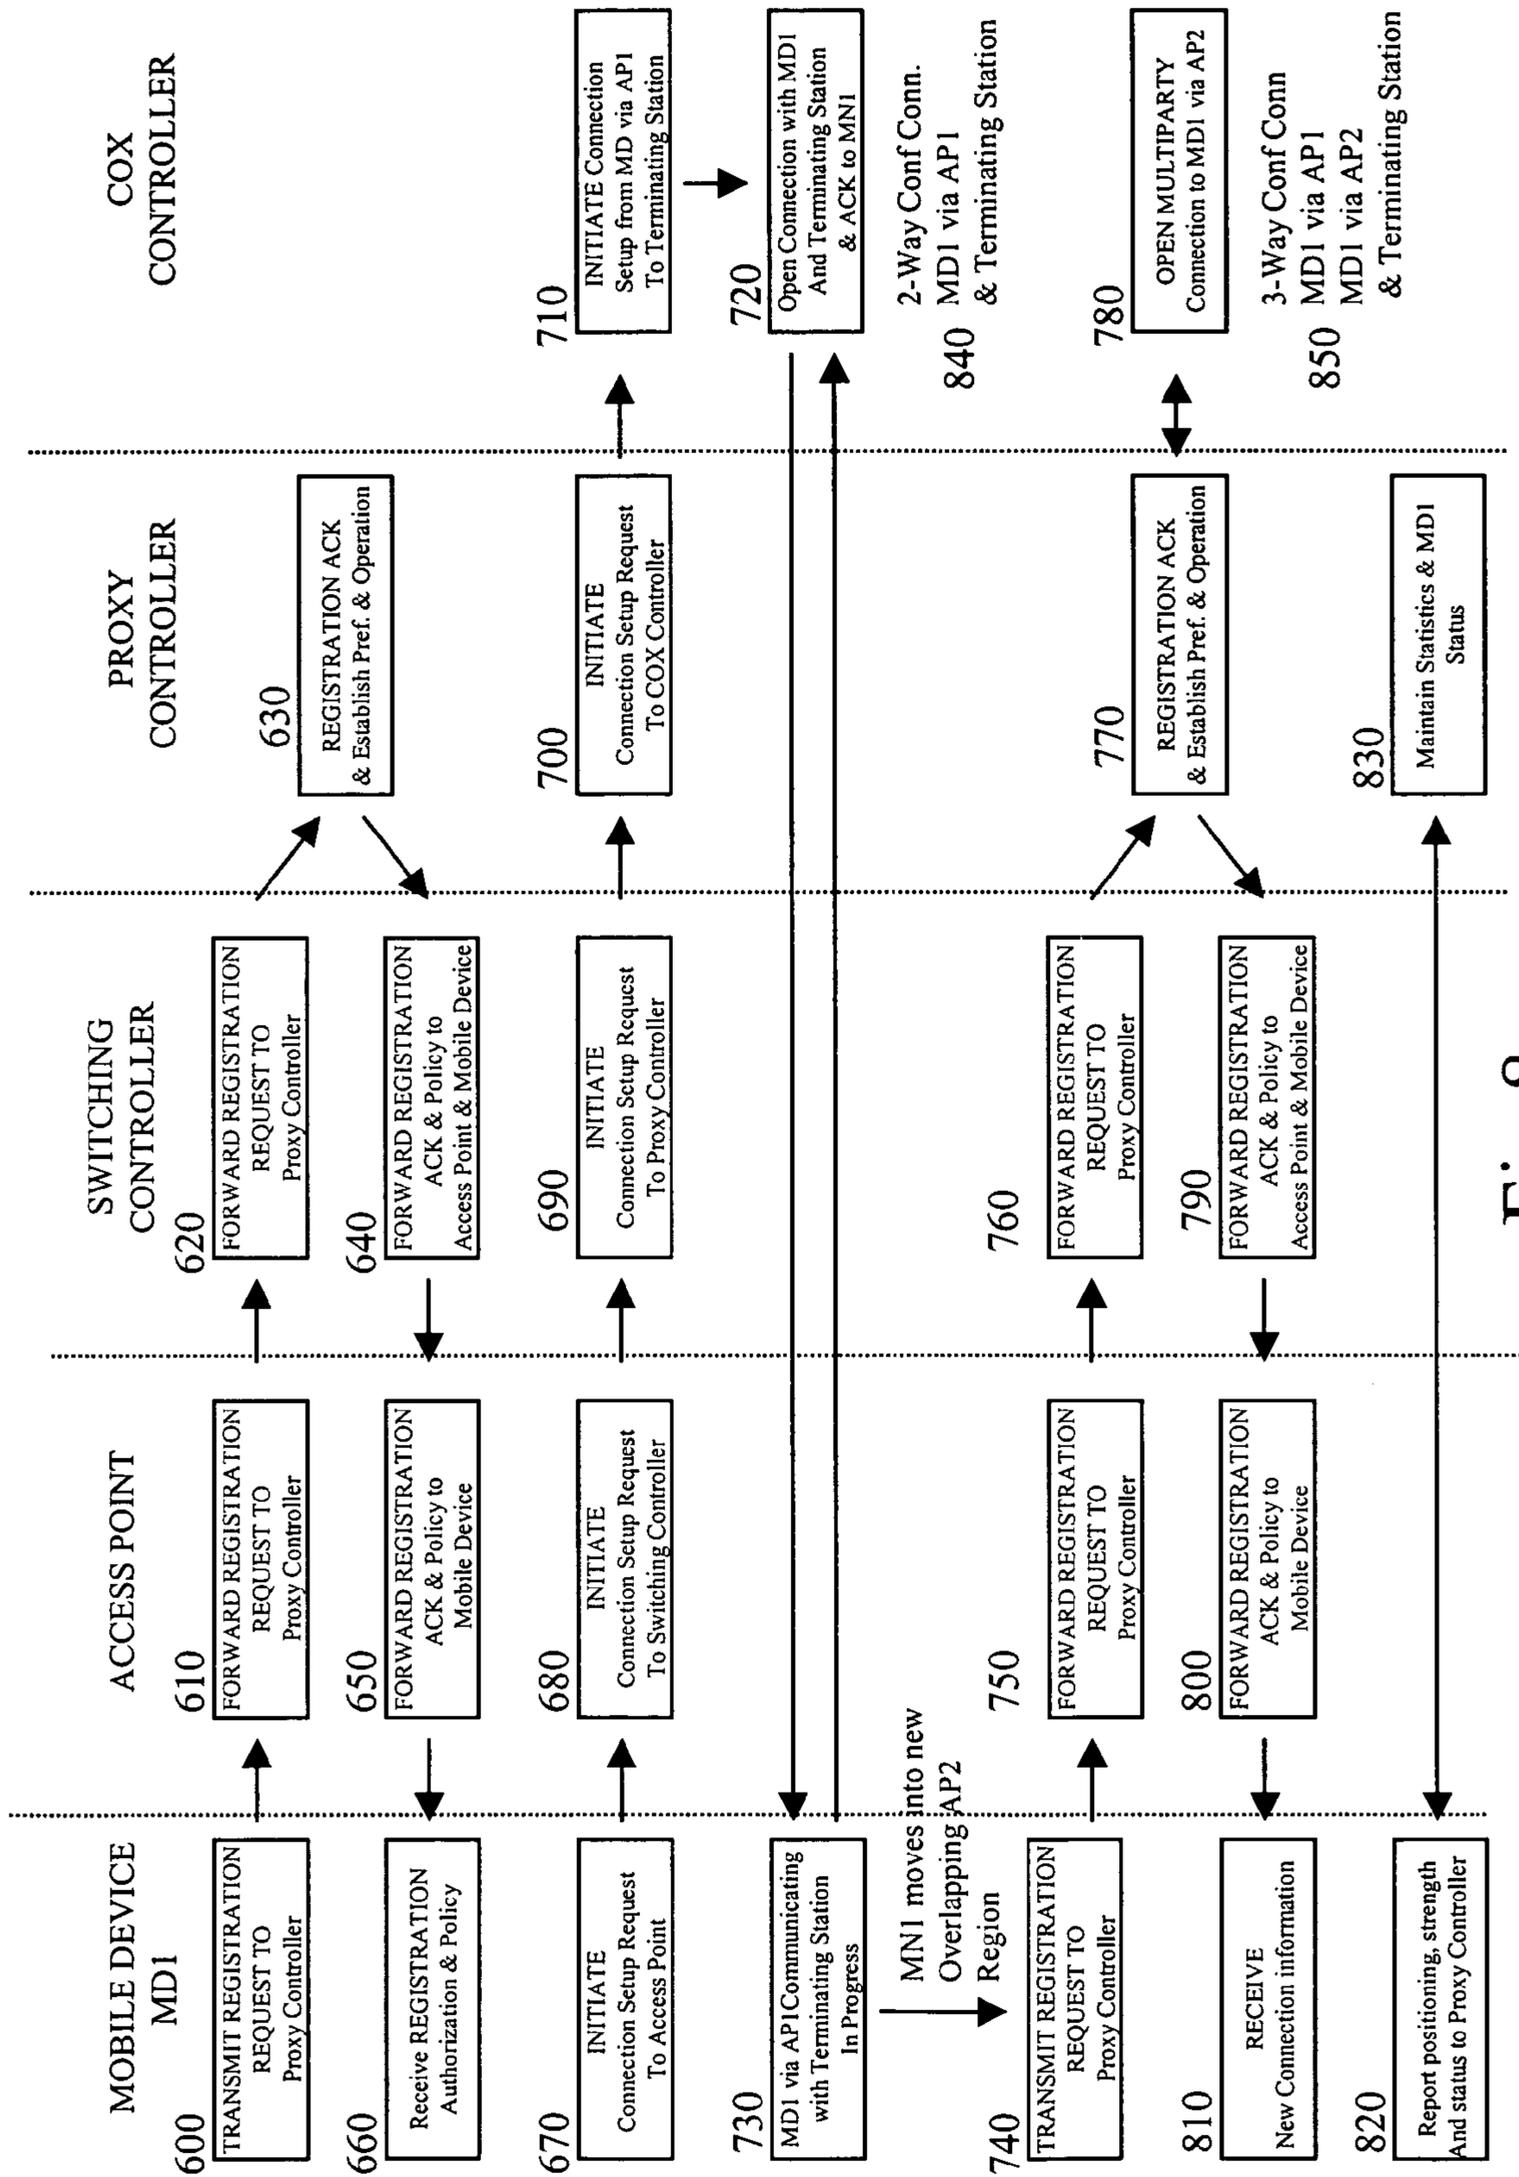 MOBILE DEVICE
MD1
ACCESS POINT
SWITCHING
CONTROLLER
PROXY
CONTROLLER
COX
CONTROLLER
600
TRANSMIT REGISTRATION
REQUEST TO
Proxy Controller
610
FORWARD REGISTRATION
REQUEST TO
Proxy Controller
620
FORWARD REGISTRATION
REQUEST TO
Proxy Controller
630
REGISTRATION ACK
& Establish Pref. & Operation
640
FORWARD REGISTRATION
ACK & Policy to
Access Point & Mobile Device
650
FORWARD REGISTRATION
ACK & Policy to
Mobile Device
660
Receive REGISTRATION
Authorization & Policy
670
INITIATE
Connection Setup Request
To Access Point
680
INITIATE
Connection Setup Request
To Switching Controller
690
INITIATE
Connection Setup Request
To Proxy Controller
700
INITIATE
Connection Setup Request
To COX Controller
710
INITIATE Connection
Setup from MD via AP1
To Terminating Station
720
Open Connection with MD1
And Terminating Station
& ACK to MN1
730
MD1 via AP1Communicating
with Terminating Station
In Progress
840
2-Way Conf Conn.
MD1 via AP1
& Terminating Station
MN1 moves into new
Overlapping AP2
Region
740
TRANSMIT REGISTRATION
REQUEST TO
Proxy Controller
750
FORWARD REGISTRATION
REQUEST TO
Proxy Controller
760
FORWARD REGISTRATION
REQUEST TO
Proxy Controller
770
REGISTRATION ACK
& Establish Pref. & Operation
780
OPEN MULTIPARTY
Connection to MD1 via AP2
790
FORWARD REGISTRATION
ACK & Policy to
Access Point & Mobile Device
800
FORWARD REGISTRATION
ACK & Policy to
Mobile Device
810
RECEIVE
New Connection information
850
3-Way Conf Conn
MD1 via AP1
MD1 via AP2
& Terminating Station
820
Report positioning, strength
And status to Proxy Controller
830
Maintain Statistics & MD1
Status